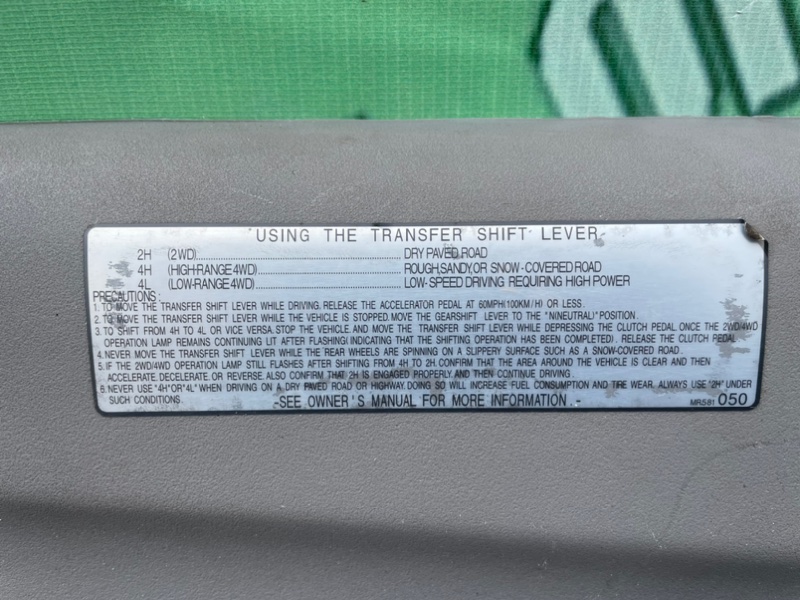 USING THE TRANSFER SHIFT LEVER
2H (2WD)........................................DRY PAVED ROAD
4H (HIGH-RANGE 4WD)........................................ROUGH,SANDY,OR SNOW-COVERED ROAD
4L (LOW-RANGE 4WD)........................................LOW-SPEED DRIVING REQUIRING HIGH POWER
PRECAUTIONS:
1. TO MOVE THE TRANSFER SHIFT LEVER WHILE DRIVING. RELEASE THE ACCELERATOR PEDAL AT 60MPH(100KM/H) OR LESS.
2. TO MOVE THE TRANSFER SHIFT LEVER WHILE THE VEHICLE IS STOPPED. MOVE THE GEARSHIFT LEVER TO THE "N(NEUTRAL)" POSITION.
3. TO SHIFT FROM 4H TO 4L OR VICE VERSA. STOP THE VEHICLE AND MOVE THE TRANSFER SHIFT LEVER WHILE DEPRESSING THE CLUTCH PEDAL ONCE THE 2WD/4WD
OPERATION LAMP REMAINS CONTINUING LIT AFTER FLASHING(INDICATING THAT THE SHIFTING OPERATION HAS BEEN COMPLETED). RELEASE THE CLUTCH PEDAL
4. NEVER MOVE THE TRANSFER SHIFT LEVER WHILE THE REAR WHEELS ARE SPINNING ON A SLIPPERY SURFACE SUCH AS A SNOW-COVERED ROAD.
5. IF THE 2WD/4WD OPERATION LAMP STILL FLASHES AFTER SHIFTING FROM 4H TO 2H.CONFIRM THAT THE AREA AROUND THE VEHICLE IS CLEAR AND THEN
ACCELERATE.DECELERATE.OR REVERSE. ALSO CONFIRM THAT 2H IS ENGAGED PROPERLY.AND THEN CONTINUE DRIVING.
6. NEVER USE "4H"OR"4L" WHEN DRIVING ON A DRY PAVED ROAD OR HIGHWAY.DOING SO WILL INCREASE FUEL CONSUMPTION AND TIRE WEAR. ALWAYS USE "2H" UNDER
SUCH CONDITIONS.
-SEE OWNER'S MANUAL FOR MORE INFORMATION.-
MR581 050